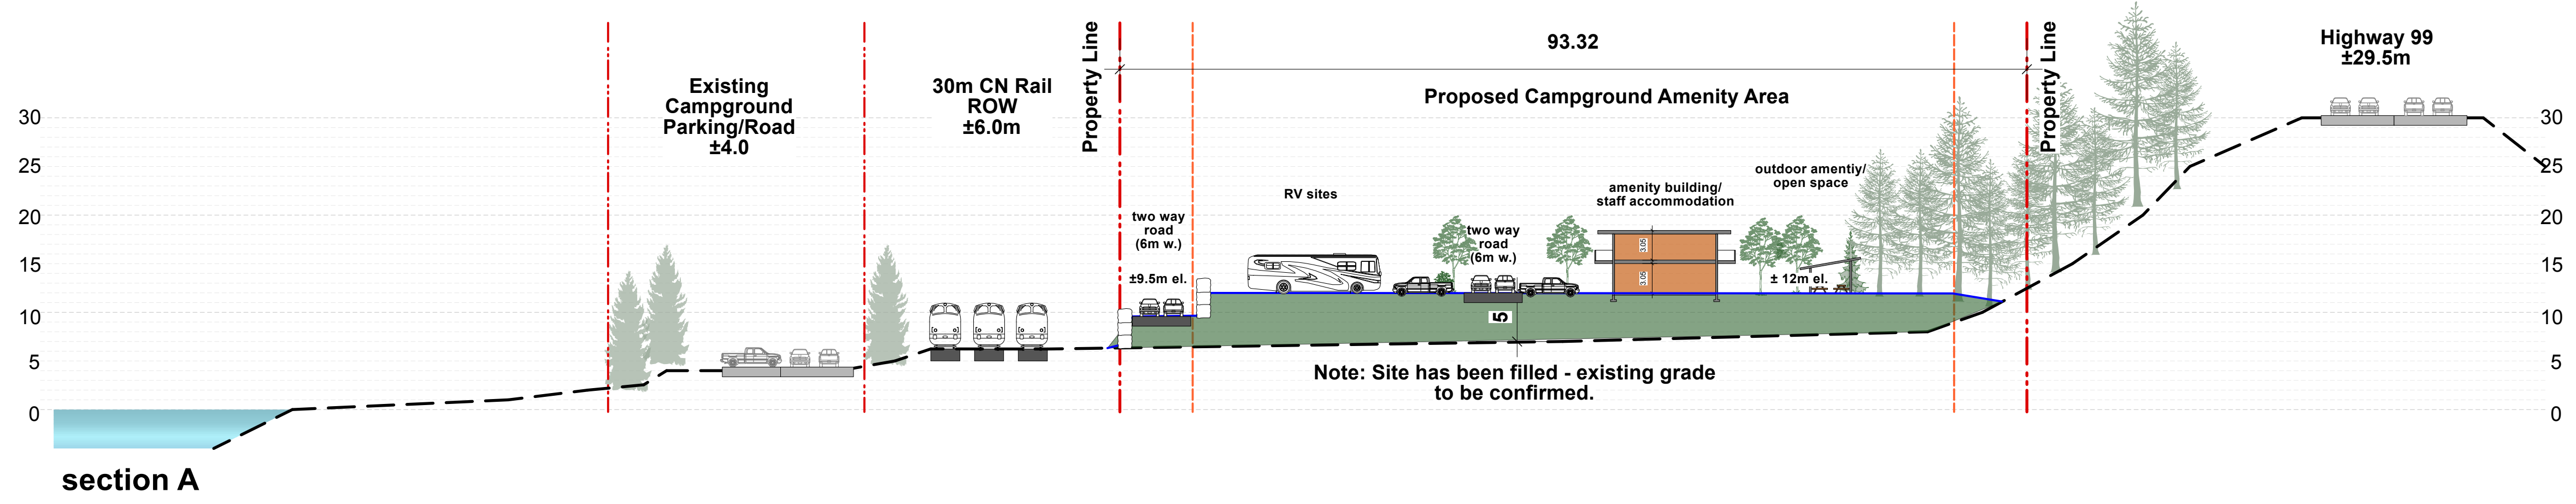 Existing
Campground
Parking/Road
±4.0
30m CN Rail
ROW
±6.0m
Property Line
93.32
Proposed Campground Amenity Area
Property Line
Highway 99
±29.5m
30
25
20
15
10
5
0
two way
road
(6m w.)
±9.5m el.
RV sites
two way
road
(6m w.)
5
amenity building/
staff accommodation
3.05
3.05
outdoor amentiy/
open space
± 12m el.
30
25
20
15
10
5
0
Note: Site has been filled - existing grade
to be confirmed.
section A